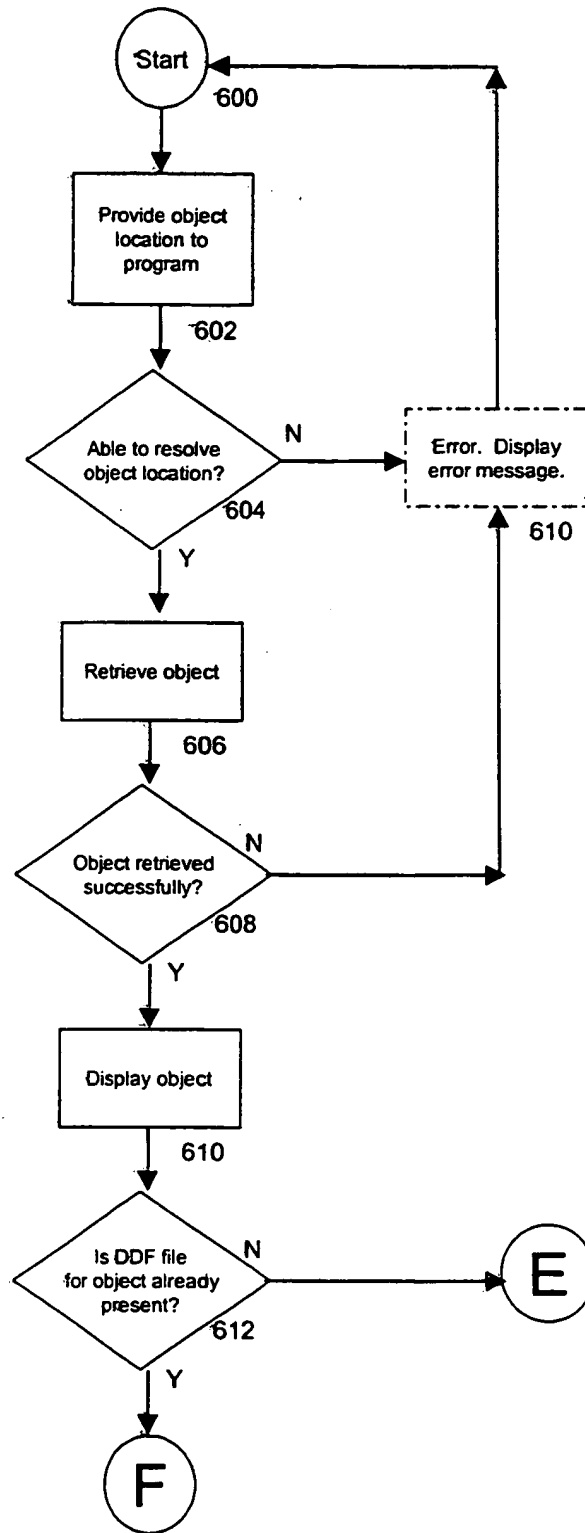 Start
600
Provide object
location to
program
602
Able to resolve
object location?
N
604
Y
Error. Display
error message.
610
Retrieve object
606
Object retrieved
successfully?
N
608
Y
Display object
610
Is DDF file
for object already
present?
N
612
Y
E
F